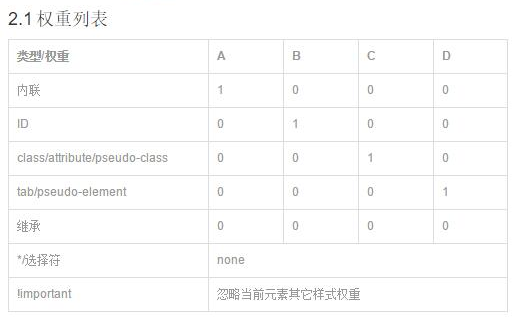 2.1 权重列表
类型/权重 A B C D
内联 1 0 0 0
ID 0 1 0 0
class/attribute/pseudo-class 0 0 1 0
tab/pseudo-element 0 0 0 1
继承 0 0 0 0
*/选择符 none
!important 忽略当前元素其它样式权重